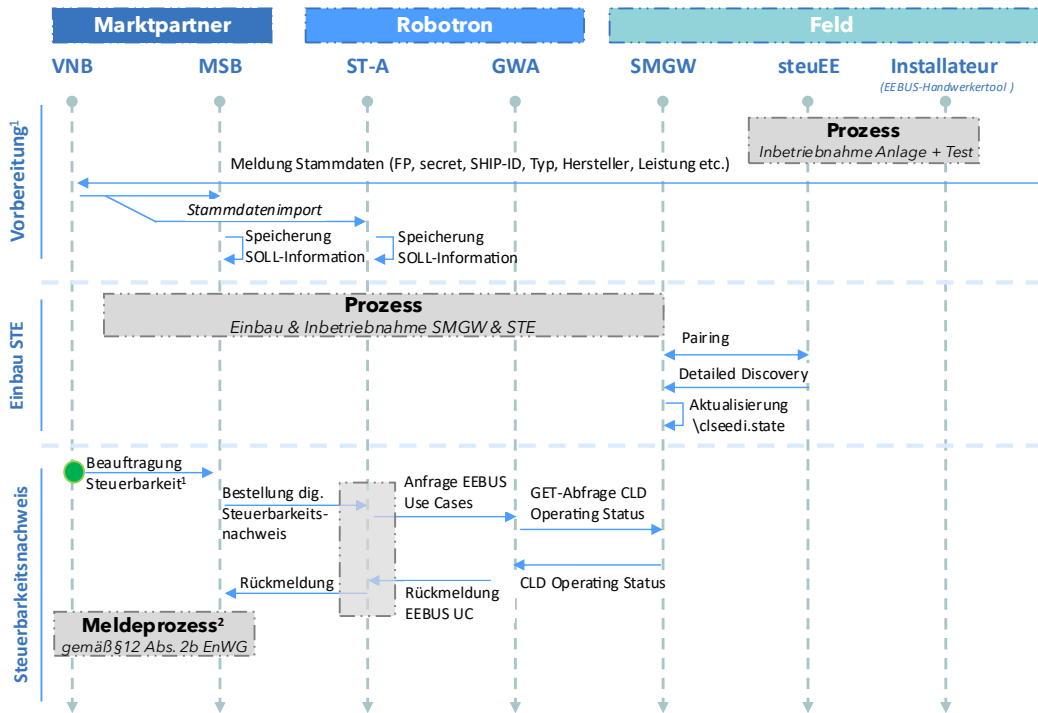 Marktpartner
Robotron
Feld
VNB
MSB
ST-A
GWA
SMGW
steuEE
Installateur
(EEBUS-Handwerkertool )
Vorbereitung¹
Prozess
Inbetriebnahme Anlage + Test
Meldung Stammdaten (FP, secret, SHIP-ID, Typ, Hersteller, Leistung etc.)
Stammdatenimport
Speicherung
SOLL-Information
Speicherung
SOLL-Information
Einbau STE
Prozess
Einbau & Inbetriebnahme SMGW & STE
Pairing
Detailed Discovery
Aktualisierung
\clseedi.state
Steuerbarkeitsnachweis
Beauftragung
Steuerbarkeit¹
Bestellung dig.
Steuerbarkeits-
nachweis
Anfrage EEBUS
Use Cases
GET-Abfrage CLD
Operating Status
CLD Operating Status
Rückmeldung
EEBUS UC
Rückmeldung
Meldeprozess²
gemäß §12 Abs. 2b EnWG